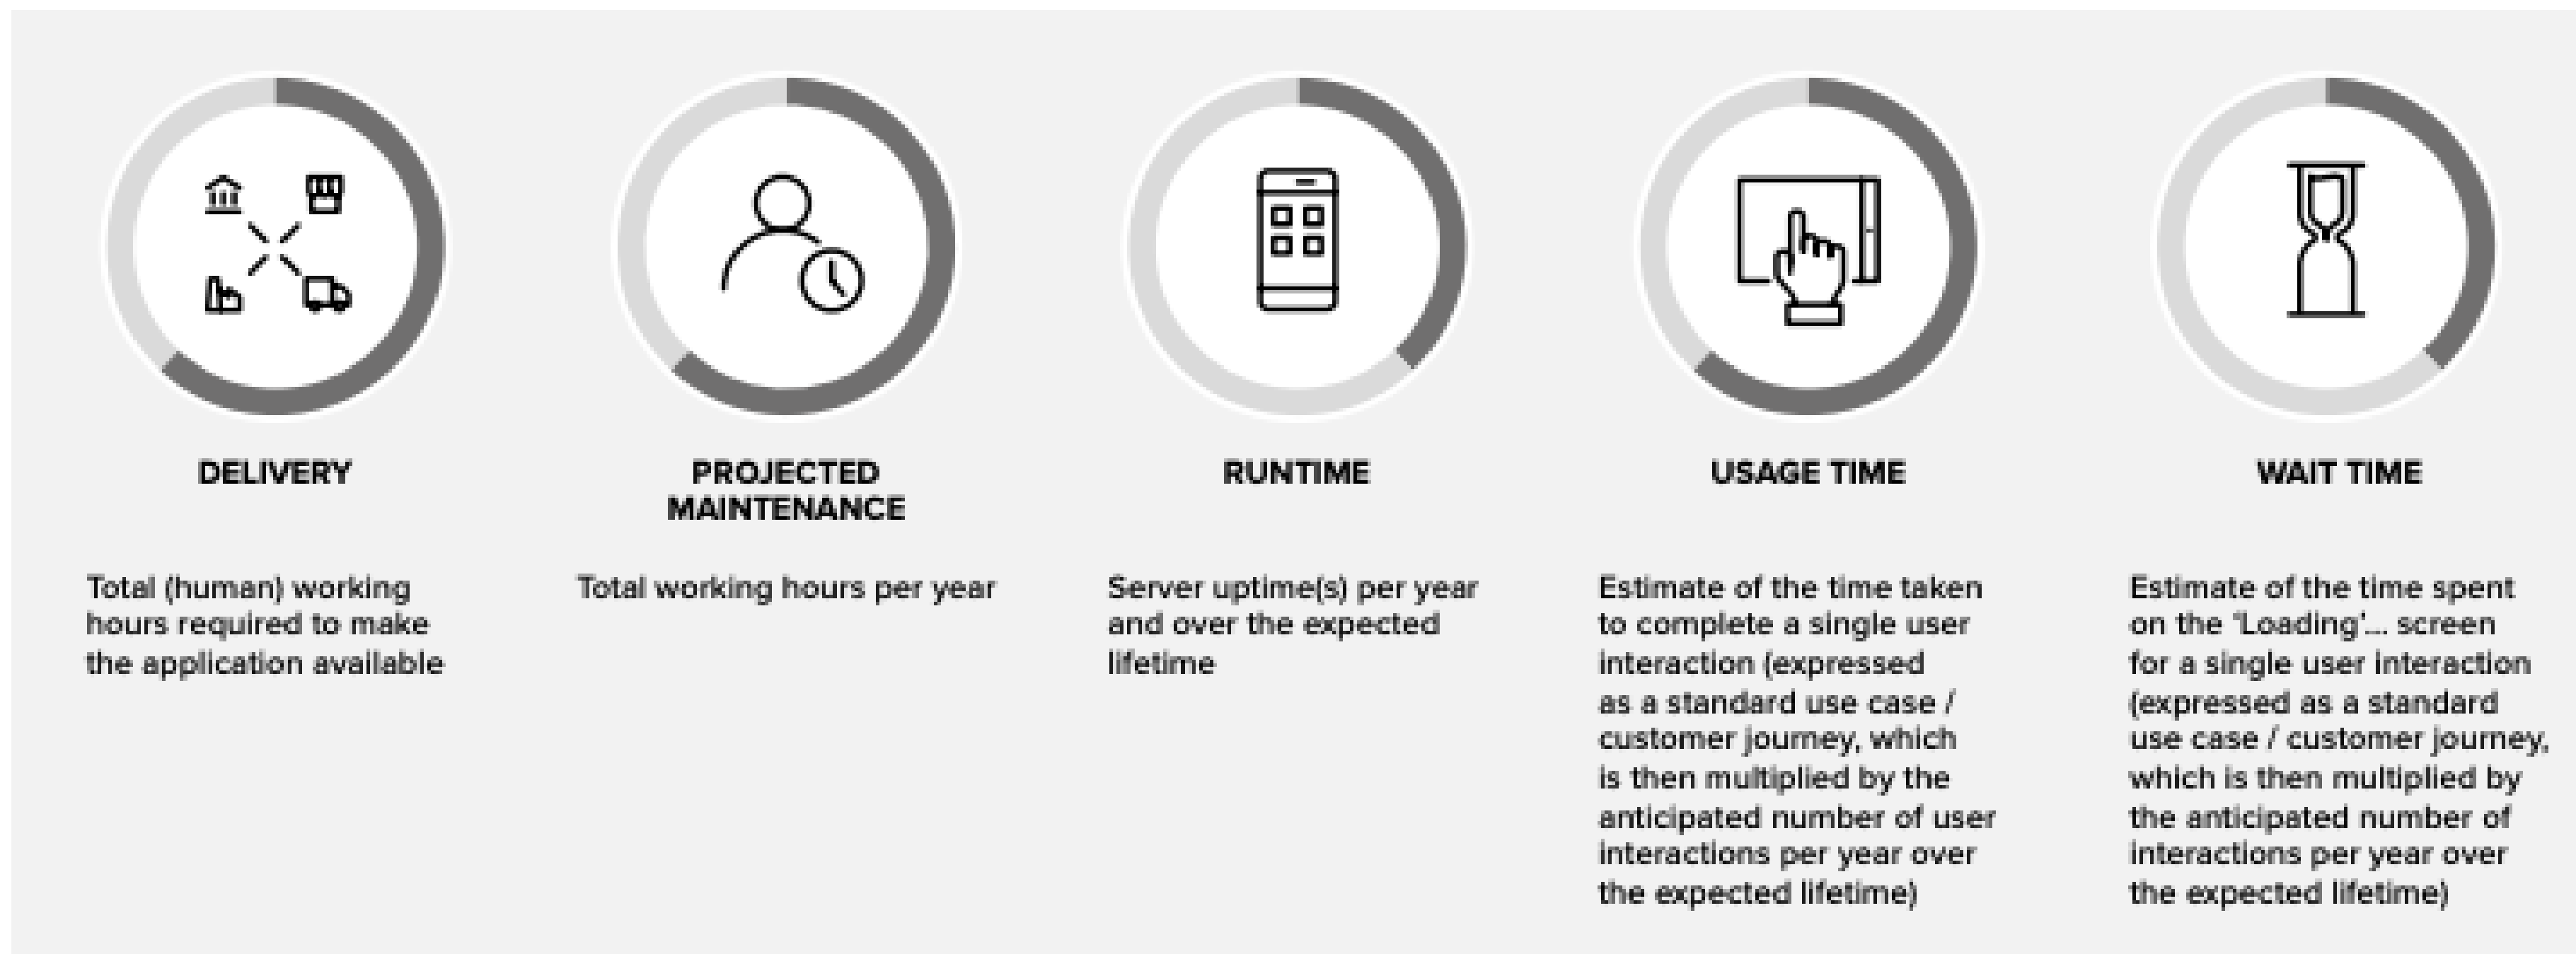 DELIVERY
Total (human) working
hours required to make
the application available
PROJECTED
MAINTENANCE
Total working hours per year
RUNTIME
Server uptime(s) per year
and over the expected
lifetime
USAGE TIME
Estimate of the time taken
to complete a single user
interaction (expressed
as a standard use case /
customer journey, which
is then multiplied by the
anticipated number of user
interactions per year over
the expected lifetime)
WAIT TIME
Estimate of the time spent
on the 'Loading'... screen
for a single user interaction
(expressed as a standard
use case / customer journey,
which is then multiplied by
the anticipated number of
interactions per year over
the expected lifetime)